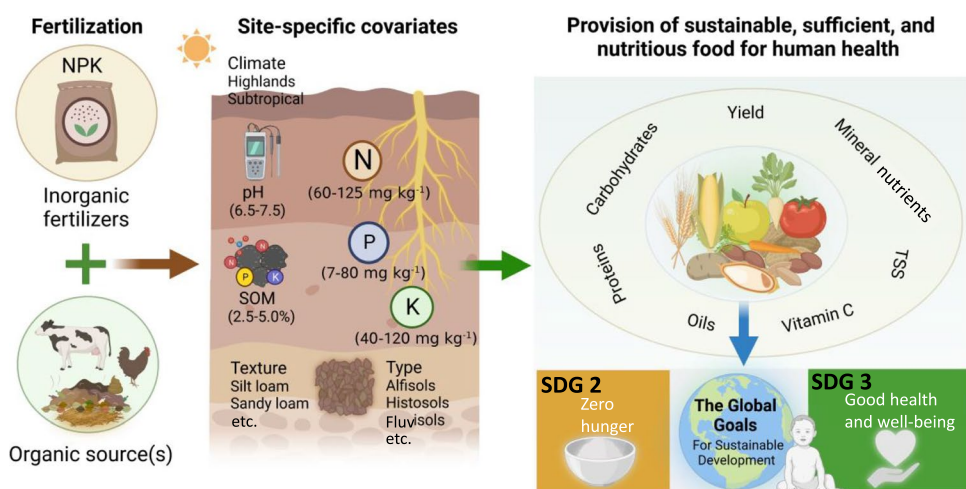 Fertilization
NPK
Inorganic
fertilizers
Organic source(s)
Site-specific covariates
Climate
Highlands
Subtropical
pH
(6.5-7.5)
N
(60-125 mg kg⁻¹)
P
(7-80 mg kg⁻¹)
N
N
P
K
SOM
(2.5-5.0%)
K
(40-120 mg kg⁻¹)
Texture
Silt loam
Sandy loam
etc.
Type
Alfisols
Histosols
Fluvisols
etc.
Provision of sustainable, sufficient, and
nutritious food for human health
Yield
Carbohydrates
Mineral nutrients
Proteins
TSS
Oils
Vitamin C
SDG 2
Zero
hunger
The Global
Goals
For Sustainable
Development
SDG 3
Good health
and well-being